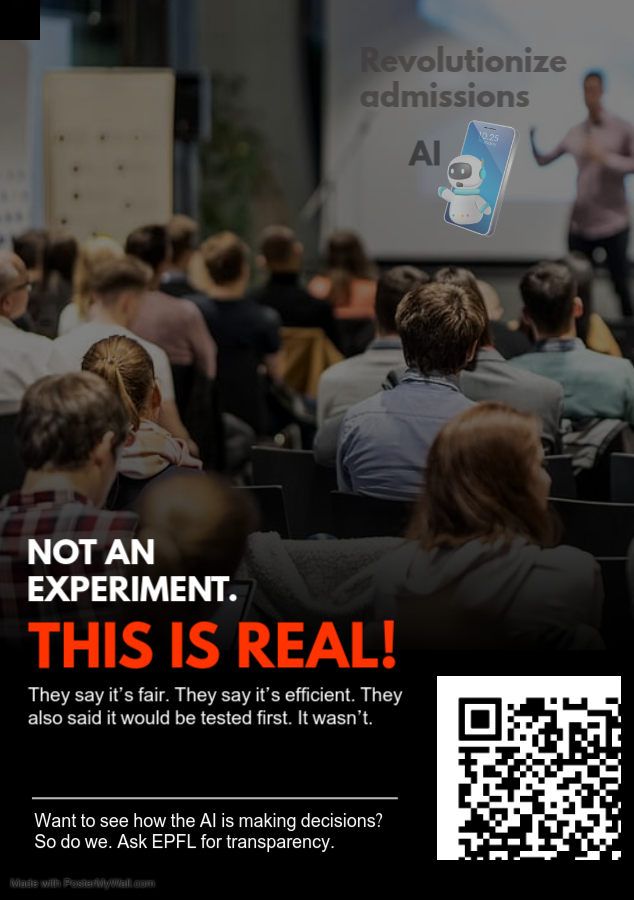 Revolutionize
admissions
AI
10.25
NOT AN
EXPERIMENT.
THIS IS REAL!
They say it’s fair. They say it’s efficient. They
also said it would be tested first. It wasn’t.
Want to see how the AI is making decisions?
So do we. Ask EPFL for transparency.
Made with PosterMyWall.com